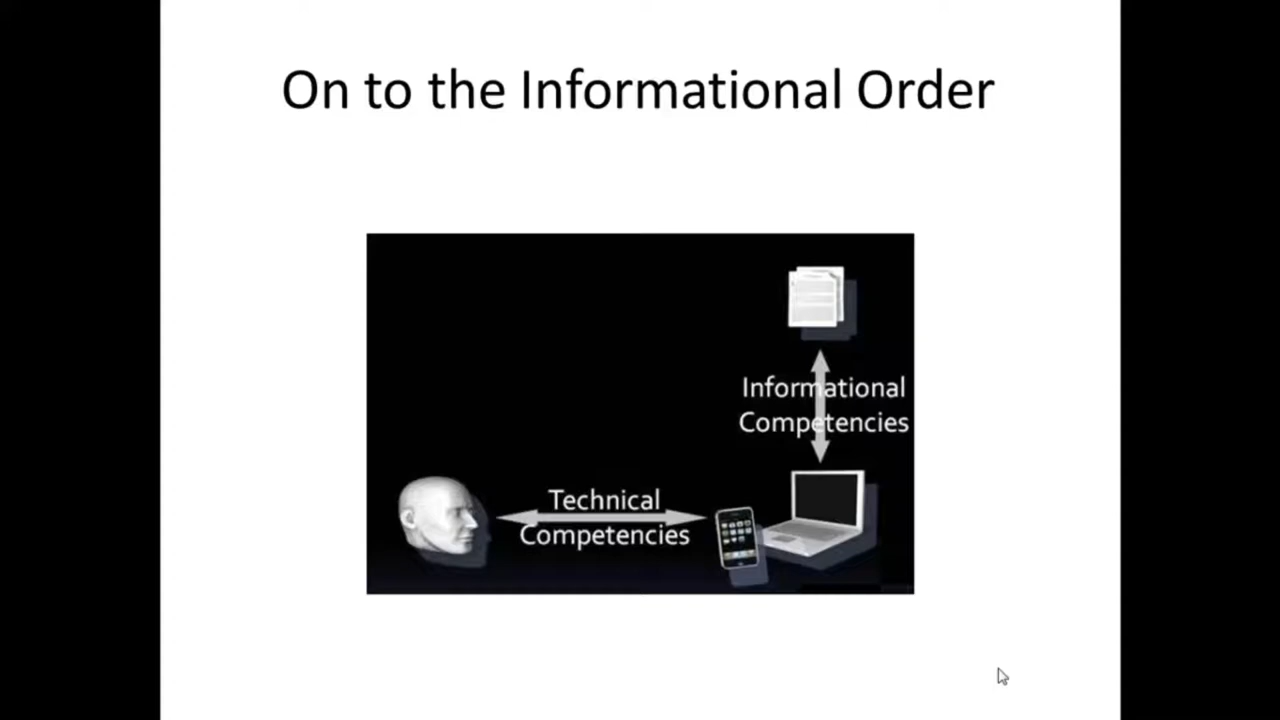 On to the Informational Order
Informational
Competencies
Technical
Competencies